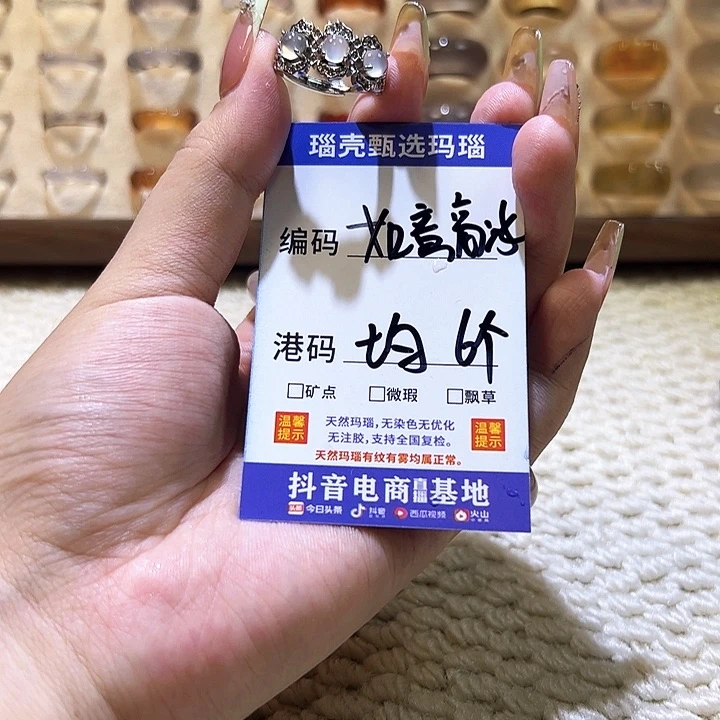 瑙壳甄选玛瑙
编码 如意高冰
港码 均价
□矿点 □微瑕 □飘草
温馨提示 天然玛瑙，无染色无优化 温馨提示
无注胶，支持全国复检。
天然玛瑙有纹有雾均属正常。
抖音电商直播基地
头条 今日头条 抖音 西瓜视频 火山